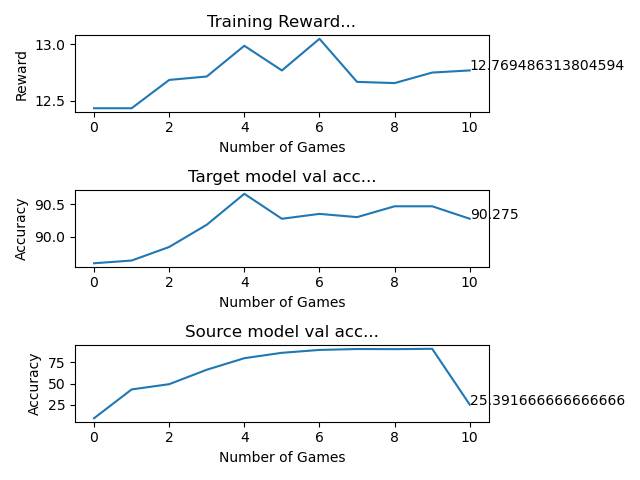 Training Reward...
13.0
12.5
Reward
12.769486313804594
0 2 4 6 8 10
Number of Games
Target model val acc...
90.5
90.0
Accuracy
90.275
0 2 4 6 8 10
Number of Games
Source model val acc...
75
50
25
Accuracy
25.391666666666666
0 2 4 6 8 10
Number of Games